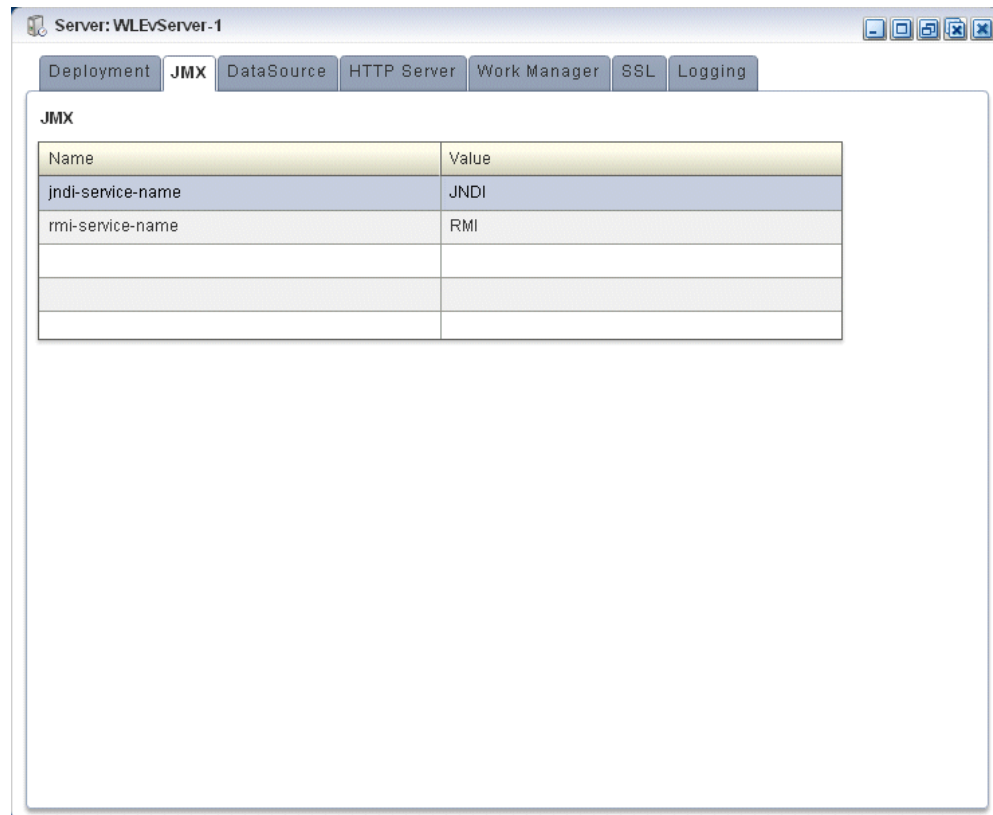 Server: WLEvServer-1
Deployment JMX DataSource HTTP Server Work Manager SSL Logging
JMX
Name Value
jndi-service-name JNDI
rmi-service-name RMI